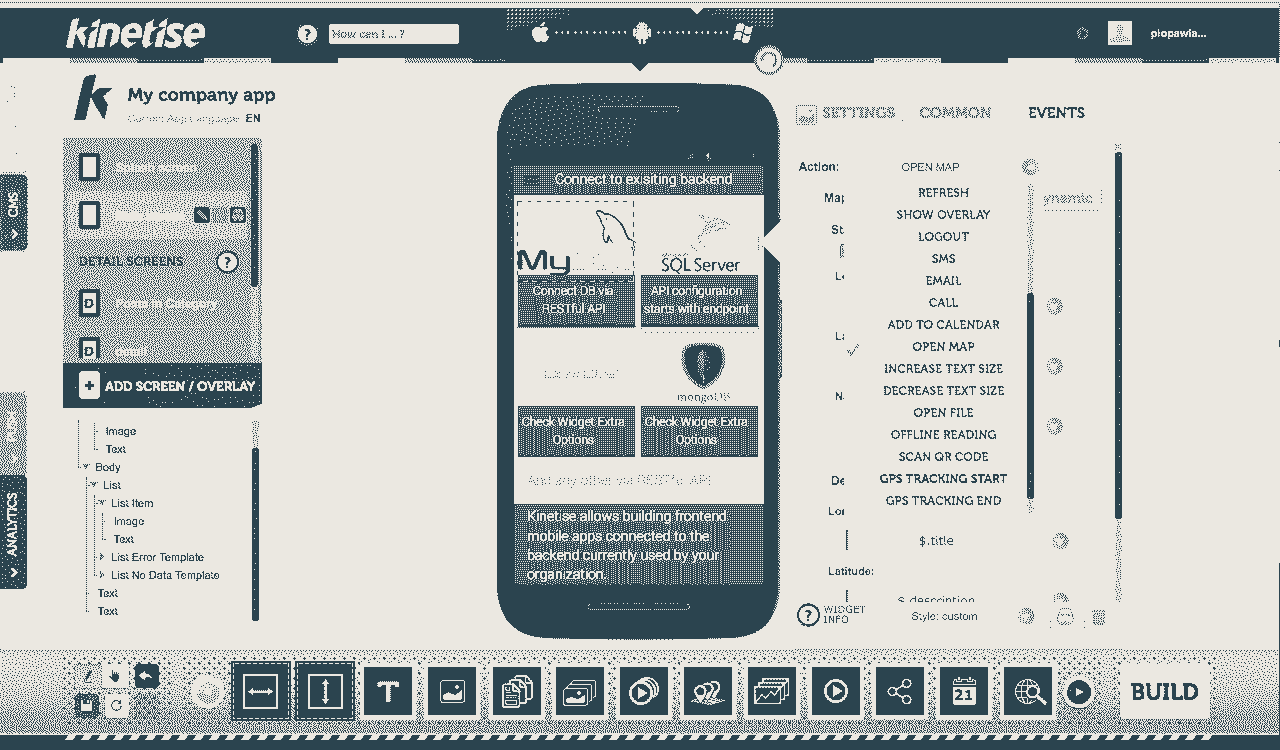 kinetise
How can I ... ?
piopawla...
My company app
Current App Language: EN
SETTINGS
COMMON
EVENTS
CMS
Action:
OPEN MAP
REFRESH
SHOW OVERLAY
LOGOUT
SMS
EMAIL
CALL
ADD TO CALENDAR
OPEN MAP
INCREASE TEXT SIZE
DECREASE TEXT SIZE
OPEN FILE
OFFLINE READING
SCAN QR CODE
GPS TRACKING START
GPS TRACKING END
Map
St
ynamic
La
N
De
Lon
$.title
Latitude:
$.description
WIDGET
INFO
Style: custom
DETAIL SCREENS
D
D
ADD SCREEN / OVERLAY
Image
Text
Body
List
List Item
Image
Text
List Error Template
List No Data Template
Text
Text
ANALYTICS
Connect to exisiting backend
My
SQL Server
Connect DB via
RESTful API
API configuration
starts with endpoint
mongoDB
Check Widget Extra
Options
Check Widget Extra
Options
And any other via RESTful API
Kinetise allows building frontend
mobile apps connected to the
backend currently used by your
organization.
T
21
BUILD